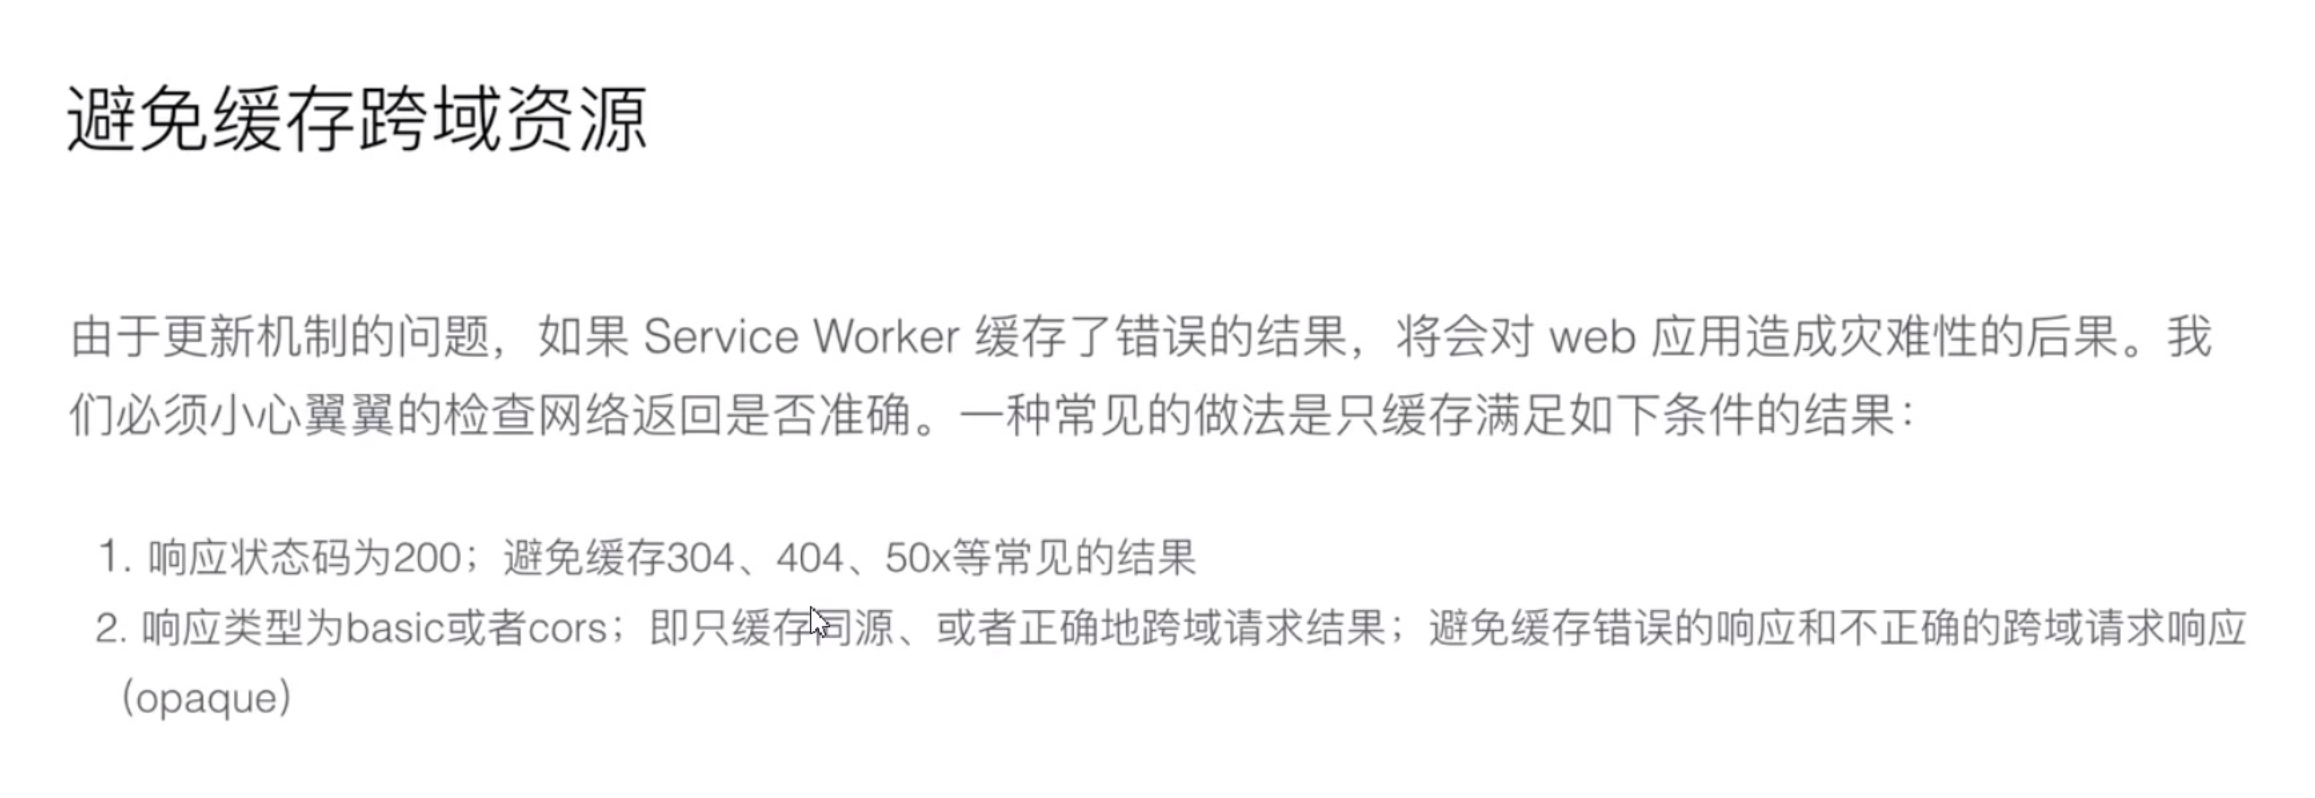 避免缓存跨域资源
由于更新机制的问题，如果 Service Worker 缓存了错误的结果，将会对 web 应用造成灾难性的后果。我
们必须小心翼翼的检查网络返回是否准确。一种常见的做法是只缓存满足如下条件的结果：
1. 响应状态码为200；避免缓存304、404、50x等常见的结果
2. 响应类型为basic或者cors；即只缓存同源、或者正确地跨域请求结果；避免缓存错误的响应和不正确的跨域请求响应
（opaque）